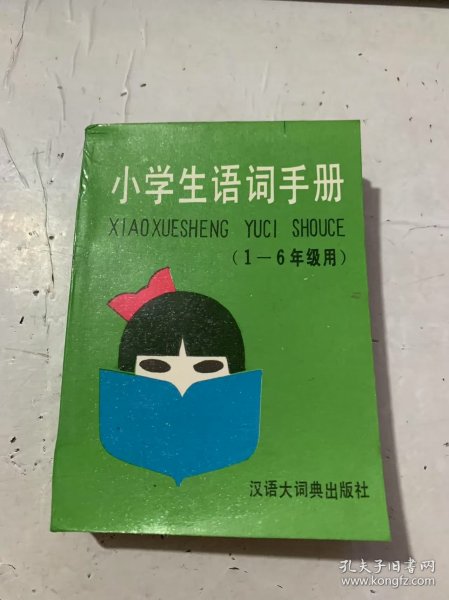 小学生语词手册
XIAOXUESHENG YUCI SHOUCE
(1—6年级用)
汉语大词典出版社
孔夫子旧书网
www.kongfz.com